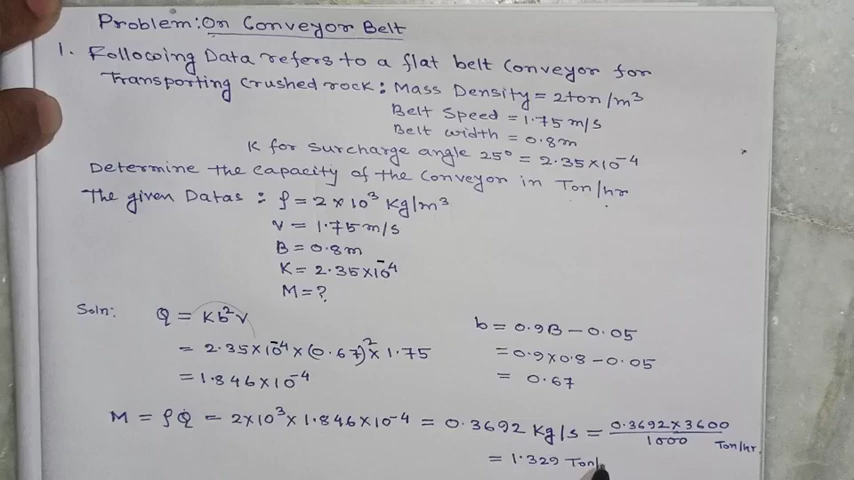 Problem: On Conveyor Belt
1. Following Data refers to a flat belt conveyor for
Transporting Crushed rock: Mass Density = 2 ton/m³
Belt Speed = 1.75 m/s
Belt width = 0.8m
K for surcharge angle 25° = 2.35×10⁻⁴
Determine the capacity of the conveyor in Ton/hr
The given Datas: ρ = 2×10³ Kg/m³
v = 1.75 m/s
B = 0.8m
K = 2.35×10⁻⁴
M = ?
Soln: Q = Kb²v
= 2.35×10⁻⁴×(0.67)²×1.75
= 1.846×10⁻⁴
b = 0.9B − 0.05
= 0.9×0.8 − 0.05
= 0.67
M = ρQ = 2×10³×1.846×10⁻⁴ = 0.3692 Kg/s = 0.3692×3600/1000 Ton/hr.
= 1.329 Ton/